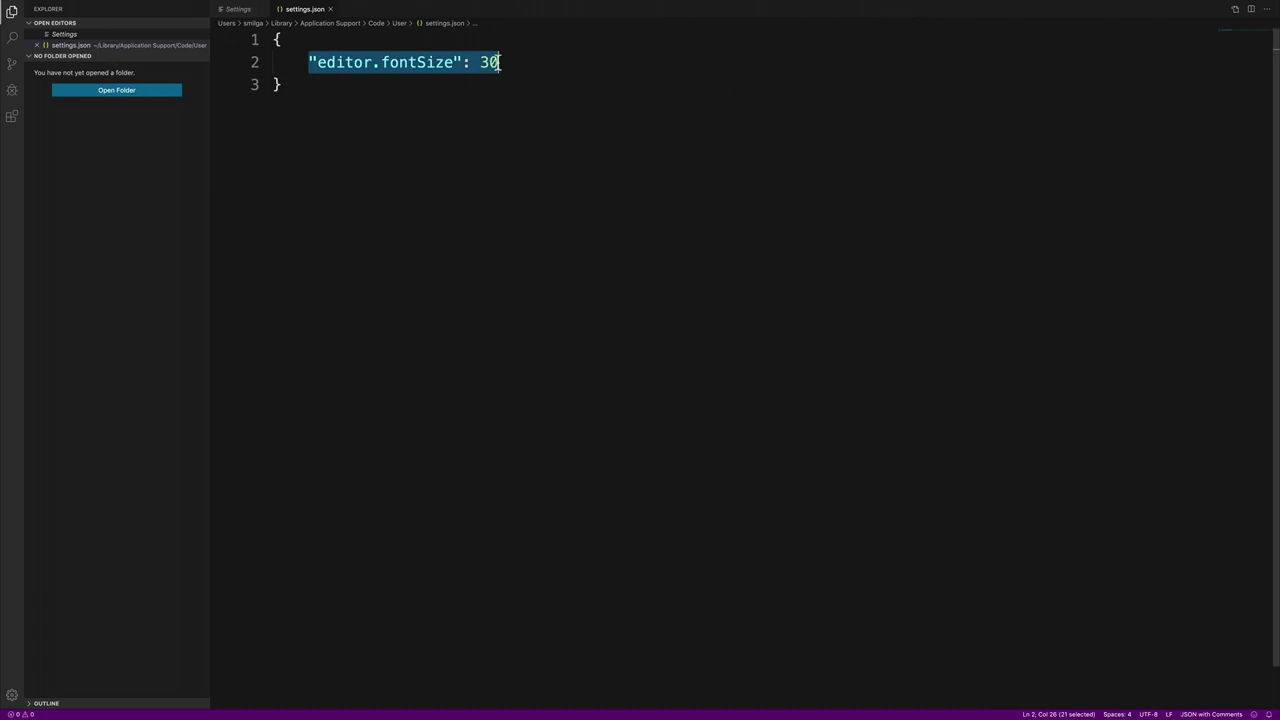 EXPLORER
OPEN EDITORS
Settings
settings.json ~/Library/Application Support/Code/User
NO FOLDER OPENED
You have not yet opened a folder.
Open Folder
OUTLINE
0 0
Settings
settings.json
Users > smilga > Library > Application Support > Code > User > {} settings.json > ...
1 {
2 "editor.fontSize": 30
3 }
Ln 2, Col 26 (21 selected) Spaces: 4 UTF-8 LF JSON with Comments